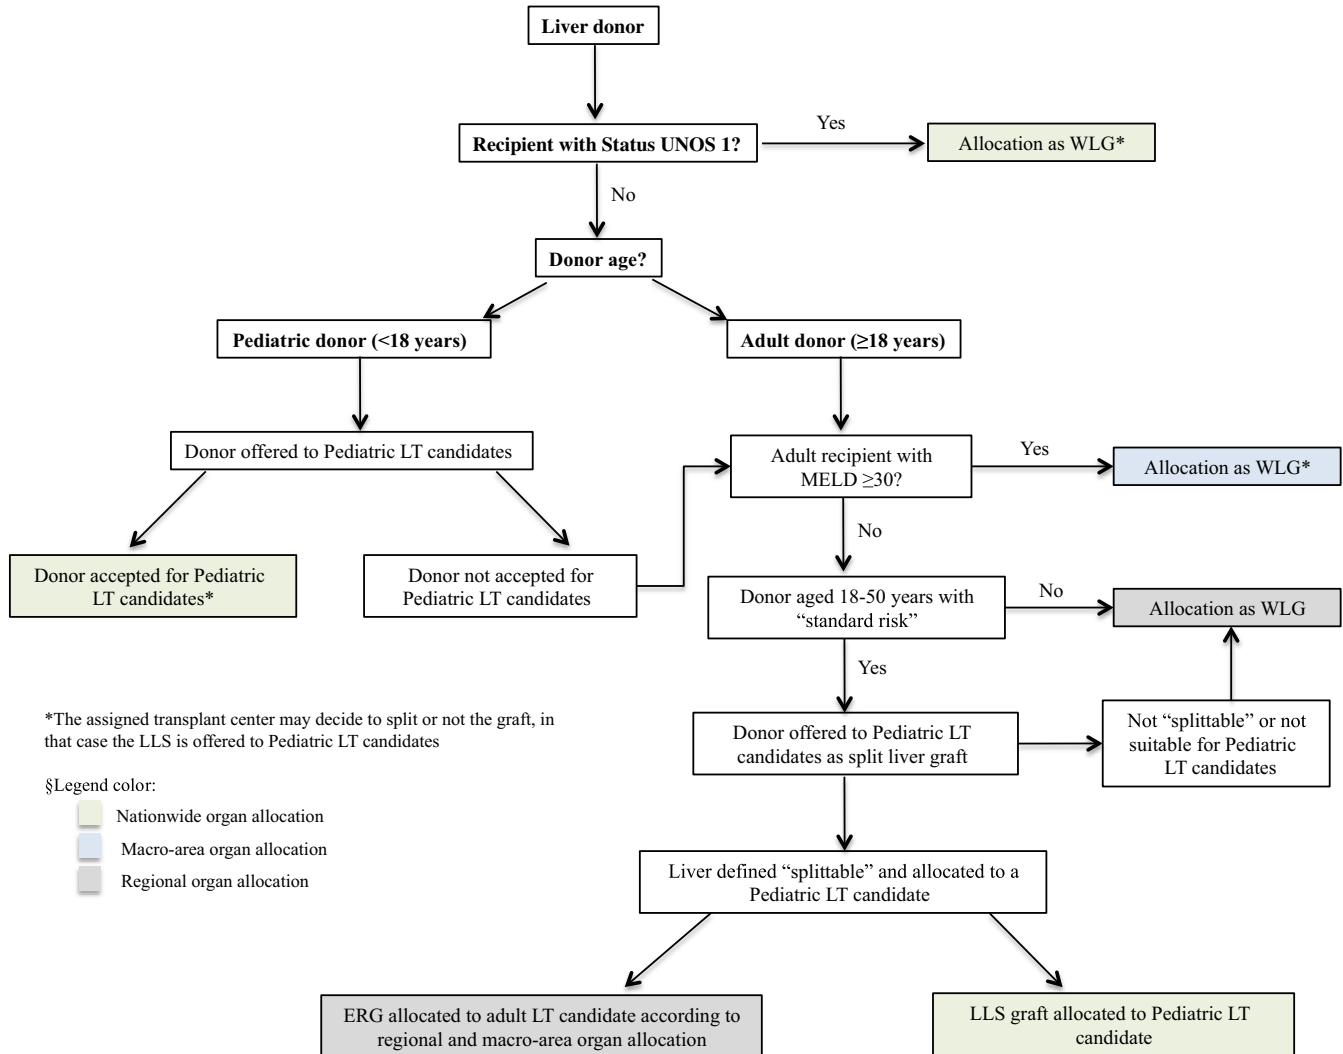 Liver donor
Recipient with Status UNOS 1?
Yes
Allocation as WLG*
No
Donor age?
Pediatric donor (<18 years)
Adult donor (≥18 years)
Donor offered to Pediatric LT candidates
Adult recipient with
MELD ≥30?
Yes
Allocation as WLG*
No
Donor accepted for Pediatric
LT candidates*
Donor not accepted for
Pediatric LT candidates
Donor aged 18-50 years with
“standard risk”
No
Allocation as WLG
Yes
Donor offered to Pediatric LT
candidates as split liver graft
Not “splittable” or not
suitable for Pediatric
LT candidates
*The assigned transplant center may decide to split or not the graft, in
that case the LLS is offered to Pediatric LT candidates
§Legend color:
Nationwide organ allocation
Macro-area organ allocation
Regional organ allocation
Liver defined “splittable” and allocated to a
Pediatric LT candidate
ERG allocated to adult LT candidate according to
regional and macro-area organ allocation
LLS graft allocated to Pediatric LT
candidate